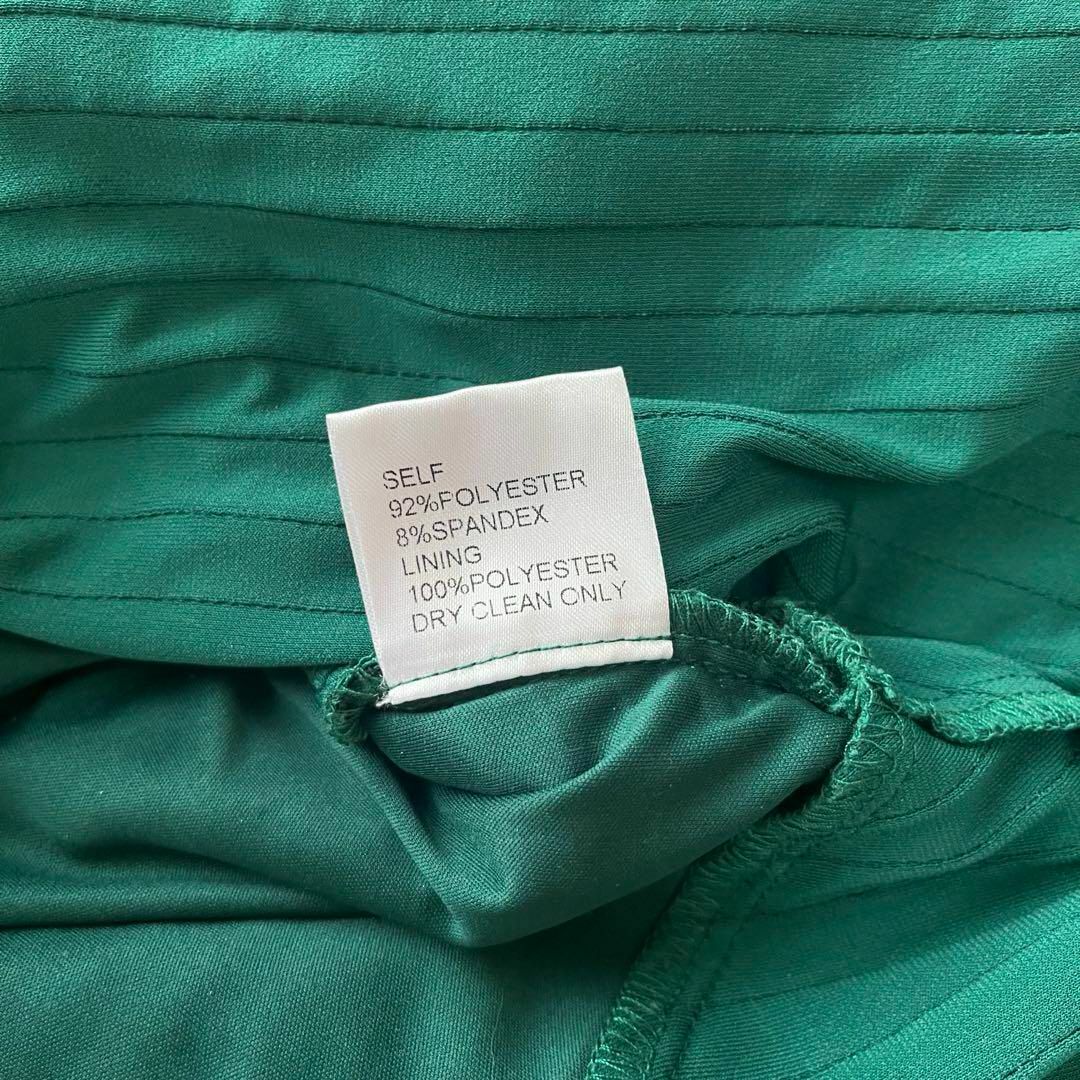 SELF
92%POLYESTER
8%SPANDEX
LINING
100%POLYESTER
DRY CLEAN ONLY